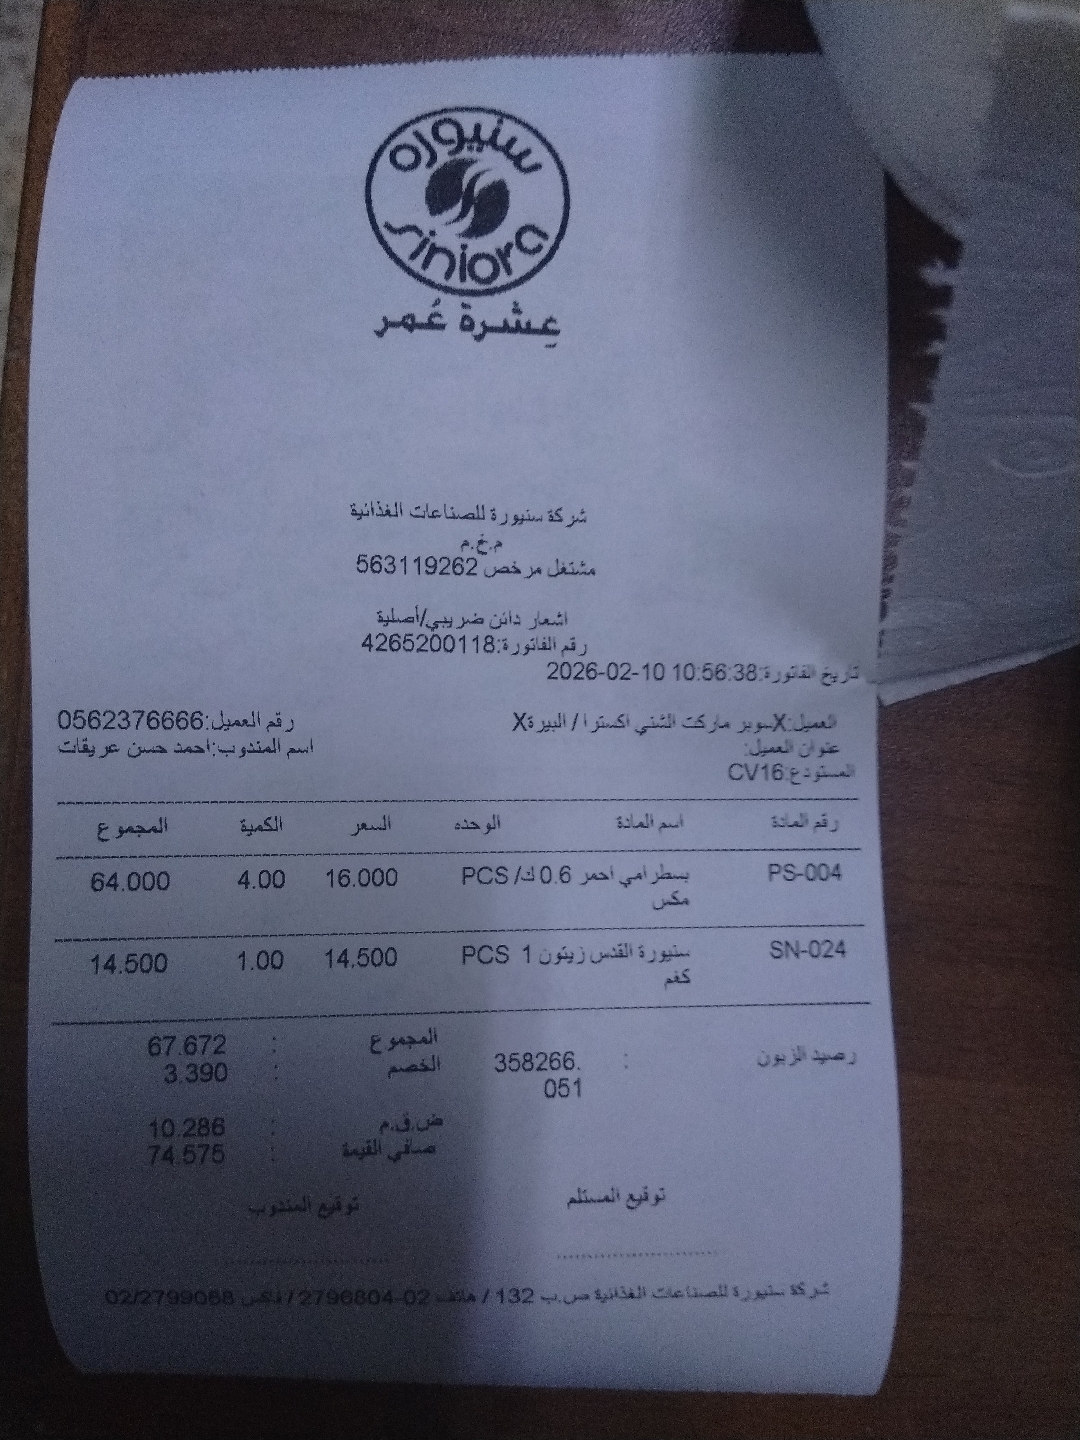 سنيورة
siniora
عِشرة عُمر
شركة سنيورة للصناعات الغذائية
م.خ.م
مشتغل مرخص 563119262
اشعار دائن ضريبي/أصلية
رقم الفاتورة:4265200118
تاريخ الفاتورة:2026-02-10 10:56:38
العميل:Xسوبر ماركت الشني اكسترا / البيرةX رقم العميل:0562376666
عنوان العميل: اسم المندوب:احمد حسن عريقات
المستودع:CV16
رقم المادة اسم المادة الوحده السعر الكمية المجموع
PS-004 بسطرامي احمر 0.6 ك/ PCS 16.000 4.00 64.000
مكس
SN-024 سنيورة القدس زيتون 1 PCS 14.500 1.00 14.500
كغم
المجموع : 67.672
رصيد الزبون : 358266.
051
الخصم : 3.390
ض.ق.م : 10.286
صافي القيمة : 74.575
توقيع المستلم توقيع المندوب
شركة سنيورة للصناعات الغذائية ص.ب 132 / هاتف 02-2796804 / فاكس 02/2799088